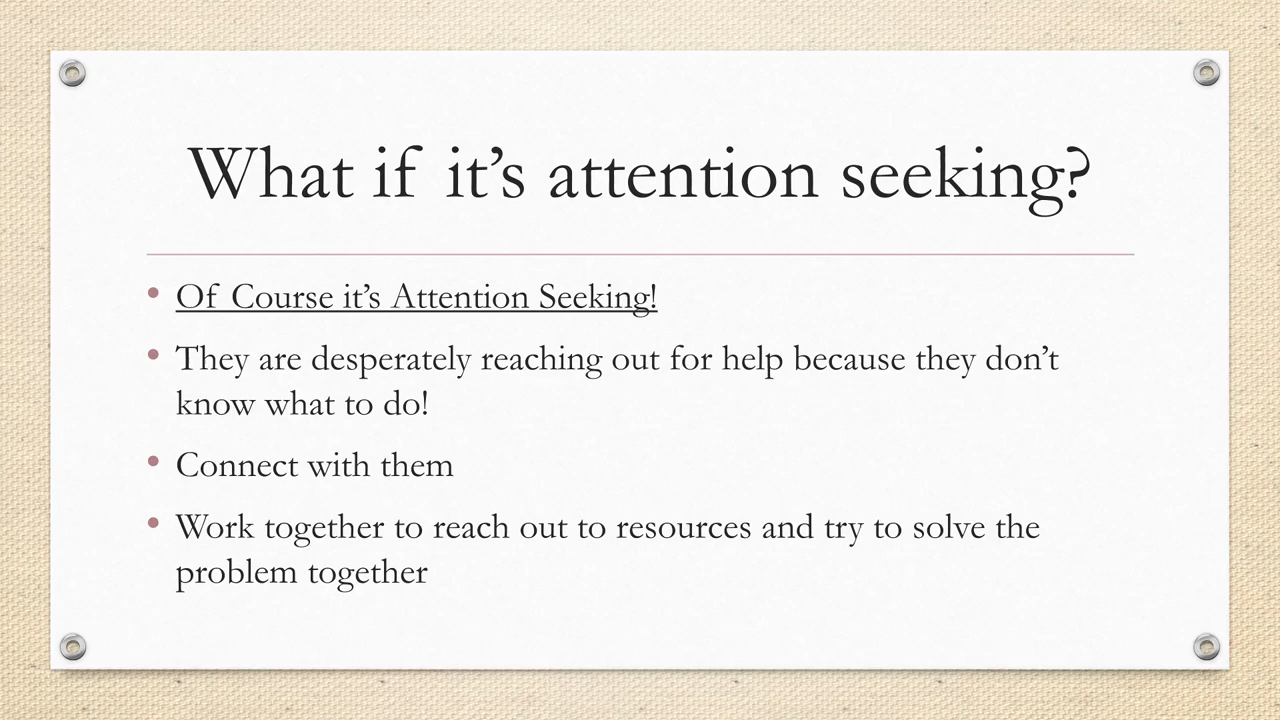 What if it’s attention seeking?
• Of Course it’s Attention Seeking!
• They are desperately reaching out for help because they don’t
know what to do!
• Connect with them
• Work together to reach out to resources and try to solve the
problem together